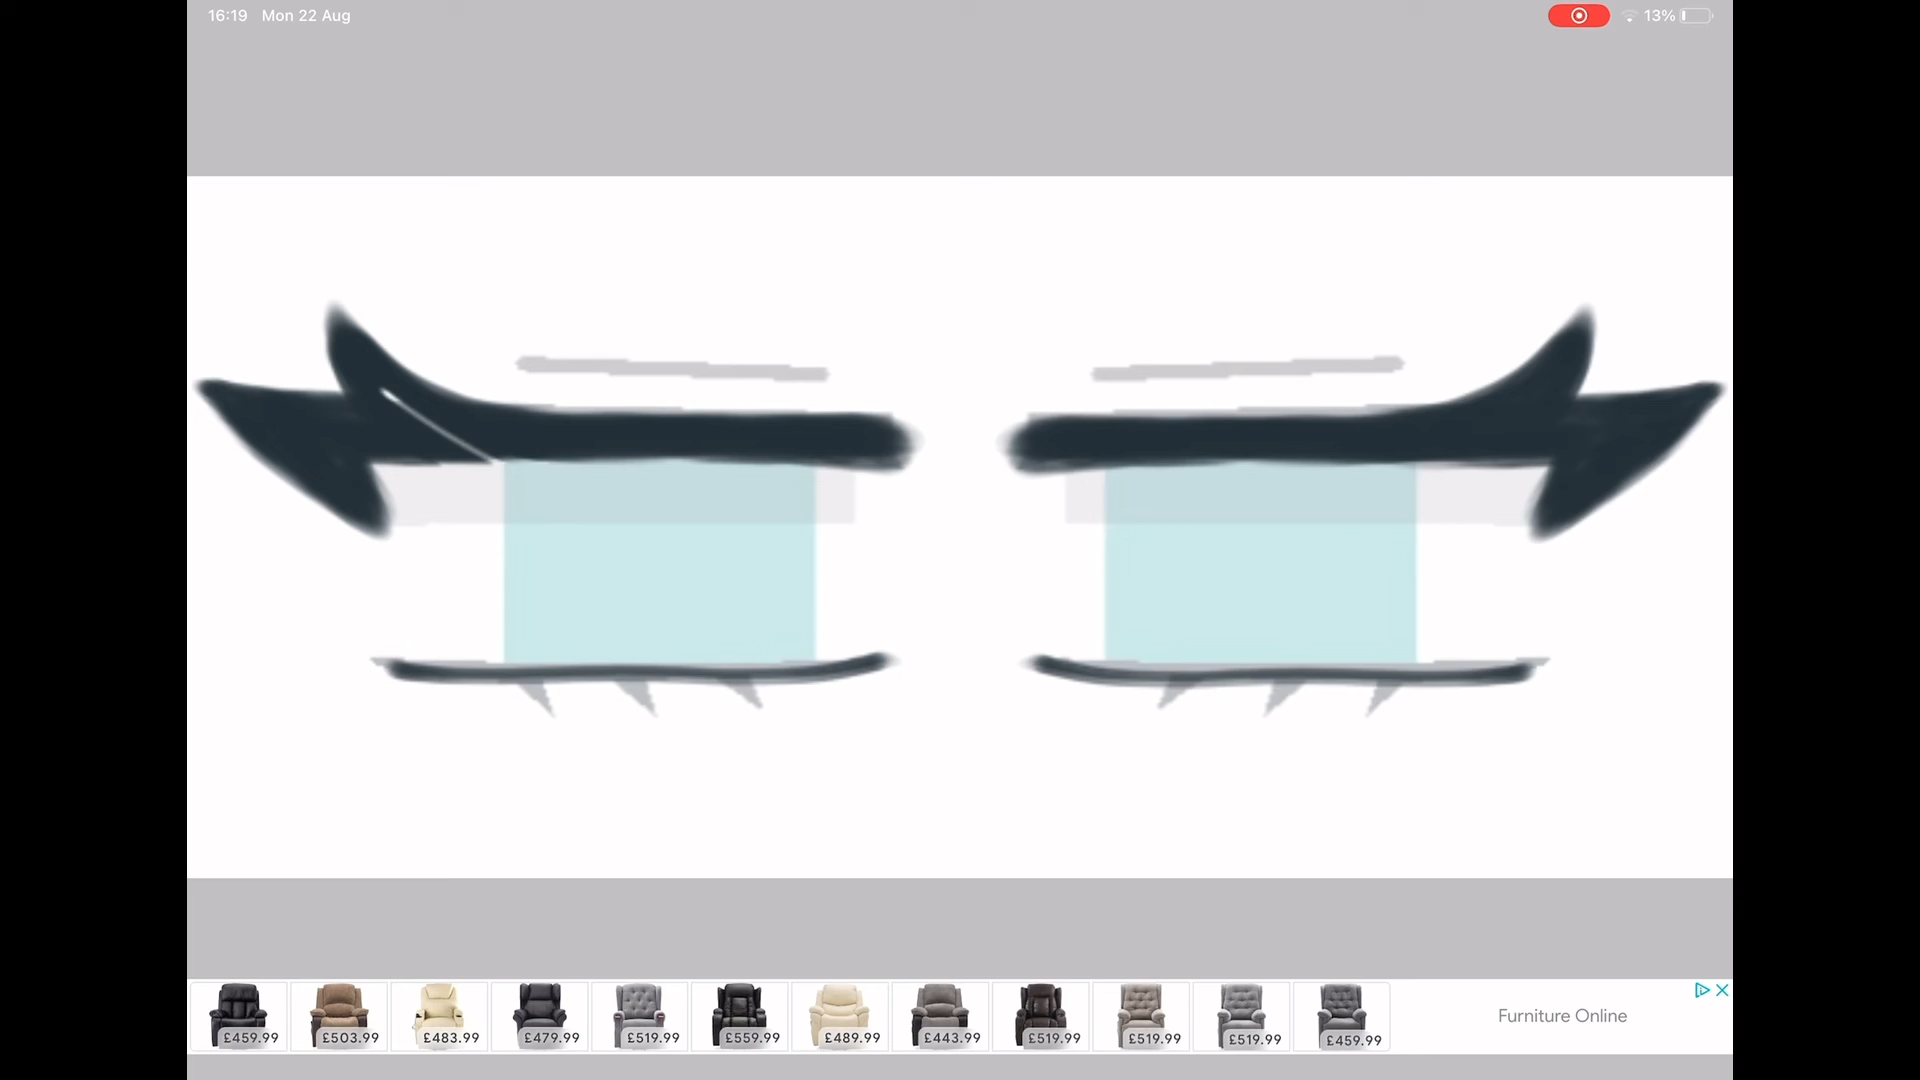 16:19 Mon 22 Aug
13%
£459.99 £503.99 £483.99 £479.99 £519.99 £559.99 £489.99 £443.99 £519.99 £519.99 £519.99 £459.99
Furniture Online